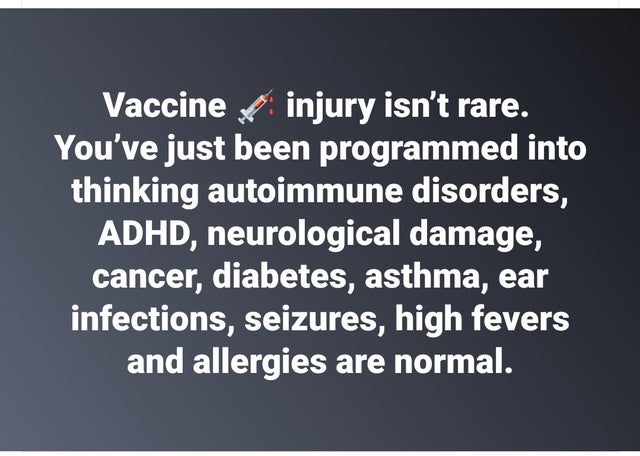 Vaccine 💉 injury isn’t rare.
You’ve just been programmed into
thinking autoimmune disorders,
ADHD, neurological damage,
cancer, diabetes, asthma, ear
infections, seizures, high fevers
and allergies are normal.